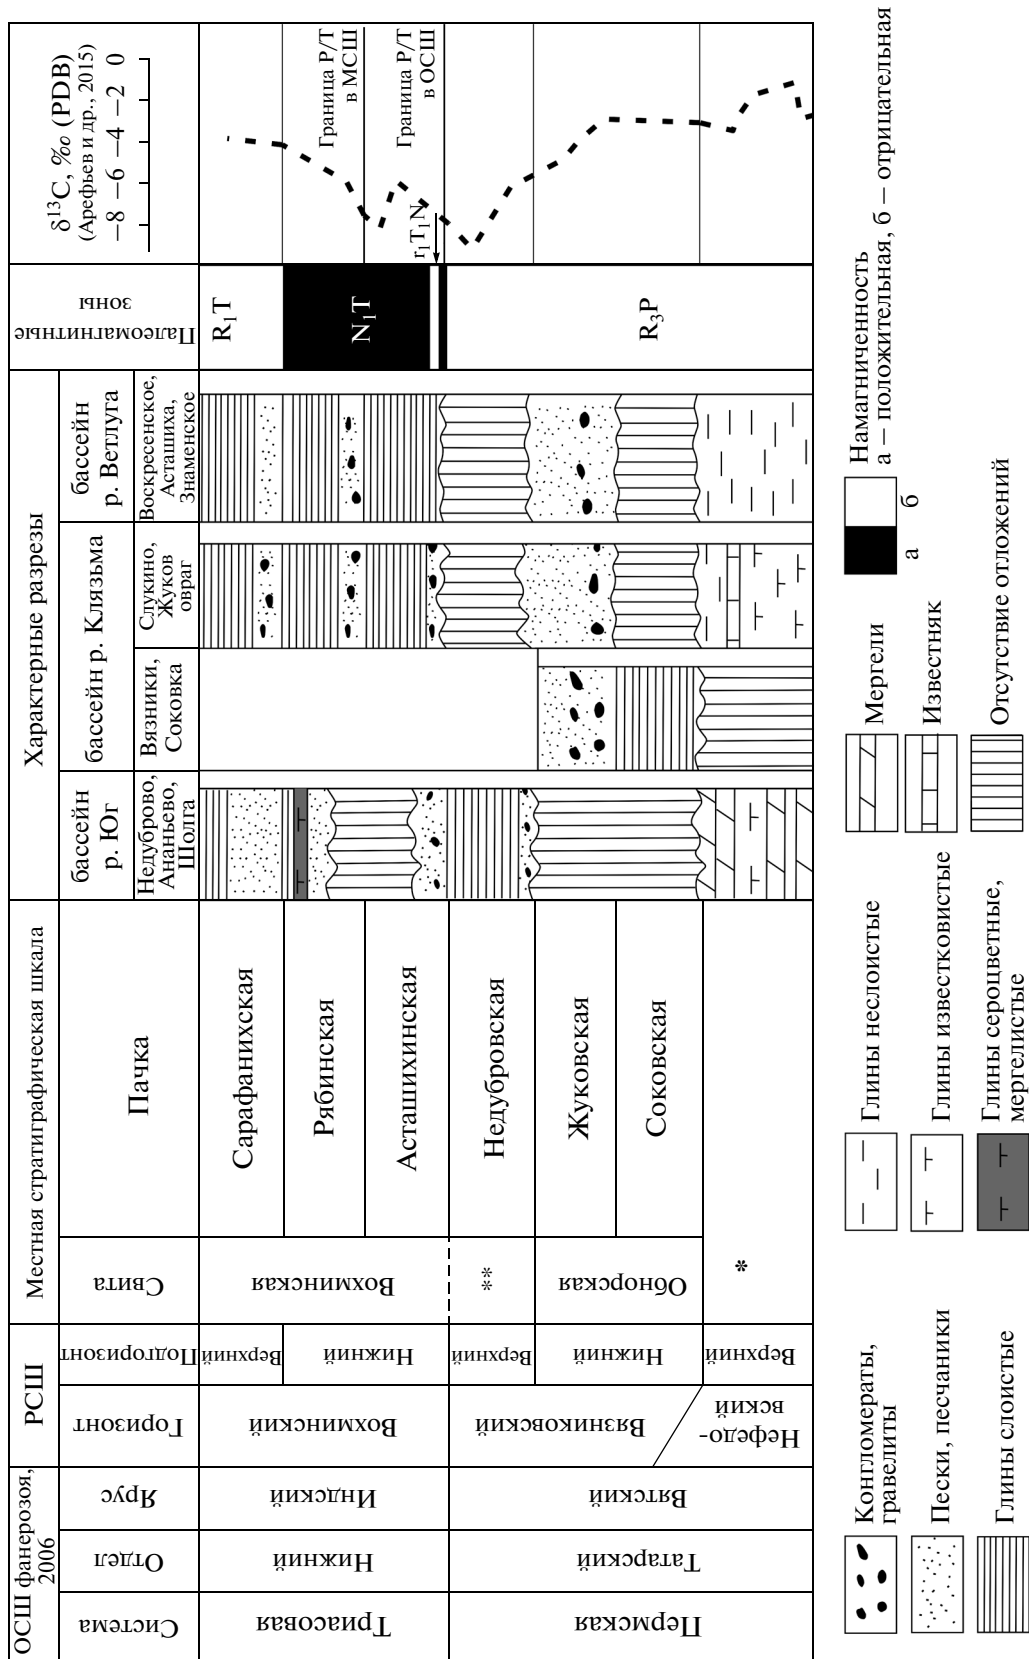 ОСШ фанерозоя,
2006
РСШ
Местная стратиграфическая шкала
Характерные разрезы
Палеомагнитные
зоны
δ¹³C, ‰ (PDB)
(Арефьев и др., 2015)
−8 −6 −4 −2 0
Система
Отдел
Ярус
Горизонт
Подгоризонт
Свита
Пачка
бассейн
р. Юг
бассейн р. Клязьма
бассейн
р. Ветлуга
Недуброво,
Ананьево,
Шолга
Вязники,
Соковка
Слукино,
Жуков
овраг
Воскресенское,
Асташиха,
Знаменское
Триасовая
Нижний
Индский
Вохминский
Верхний
Нижний
Вохминская
Сарафанихская
Рябинская
Асташихинская
R₁T
N₁T
Граница P/T
в МСШ
Граница P/T
в ОСШ
r₁T₁N
Пермская
Татарский
Вятский
Вязниковский
Нефедо-
вский
Верхний
Нижний
Верхний
**
Обнорская
*
Недубровская
Жуковская
Соковская
R₃P
Конгломераты,
гравелиты
Пески, песчаники
Глины слоистые
Глины неслоистые
Глины известковистые
Глины сероцветные,
мергелистые
Мергели
Известняк
Отсутствие отложений
а б
Намагниченность
а – положительная, б – отрицательная